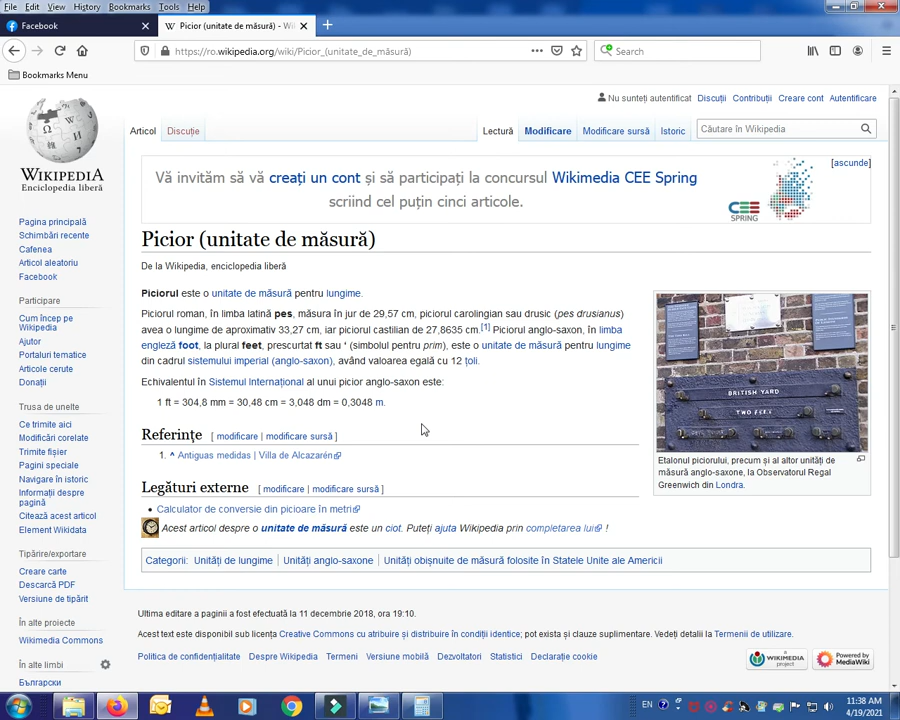 File Edit View History Bookmarks Tools Help
Facebook
Picior (unitate de măsură) - Wi
https://ro.wikipedia.org/wiki/Picior_(unitate_de_măsură)
Search
Bookmarks Menu
Nu sunteți autentificat Discuții Contribuții Creare cont Autentificare
Articol Discuție Lectură Modificare Modificare sursă Istoric Căutare în Wikipedia
WIKIPEDIA
Enciclopedia liberă
Vă invităm să vă creați un cont și să participați la concursul Wikimedia CEE Spring
scriind cel puțin cinci articole.
[ascunde]
CEE
SPRING
Pagina principală
Schimbări recente
Cafenea
Articol aleatoriu
Facebook
Participare
Cum încep pe
Wikipedia
Ajutor
Portaluri tematice
Articole cerute
Donații
Trusa de unelte
Ce trimite aici
Modificări corelate
Trimite fișier
Pagini speciale
Navigare în istoric
Informații despre
pagină
Citează acest articol
Element Wikidata
Tipărire/exportare
Creare carte
Descarcă PDF
Versiune de tipărit
În alte proiecte
Wikimedia Commons
În alte limbi
Български
Picior (unitate de măsură)
De la Wikipedia, enciclopedia liberă
Piciorul este o unitate de măsură pentru lungime.
Piciorul roman, în limba latină pes, măsura în jur de 29,57 cm, piciorul carolingian sau drusic (pes drusianus)
avea o lungime de aproximativ 33,27 cm, iar piciorul castilian de 27,8635 cm.[1] Piciorul anglo-saxon, în limba
engleză foot, la plural feet, prescurtat ft sau ‘ (simbolul pentru prim), este o unitate de măsură pentru lungime
din cadrul sistemului imperial (anglo-saxon), având valoarea egală cu 12 țoli.
Echivalentul în Sistemul Internațional al unui picior anglo-saxon este:
1 ft = 304,8 mm = 30,48 cm = 3,048 dm = 0,3048 m.
BRITISH YARD
TWO FEET
Etalonul piciorului, precum și al altor unități de
măsură anglo-saxone, la Observatorul Regal
Greenwich din Londra.
Referințe [ modificare | modificare sursă ]
1. ^ Antiguas medidas | Villa de Alcazarén
Legături externe [ modificare | modificare sursă ]
• Calculator de conversie din picioare în metri
Acest articol despre o unitate de măsură este un ciot. Puteți ajuta Wikipedia prin completarea lui !
Categorii: Unități de lungime | Unități anglo-saxone | Unități obișnuite de măsură folosite în Statele Unite ale Americii
Ultima editare a paginii a fost efectuată la 11 decembrie 2018, ora 19:10.
Acest text este disponibil sub licența Creative Commons cu atribuire și distribuire în condiții identice; pot exista și clauze suplimentare. Vedeți detalii la Termenii de utilizare.
Politica de confidențialitate Despre Wikipedia Termeni Versiune mobilă Dezvoltatori Statistici Declarație cookie
A WIKIMEDIA project
Powered by MediaWiki
EN
11:38 AM
4/19/2021